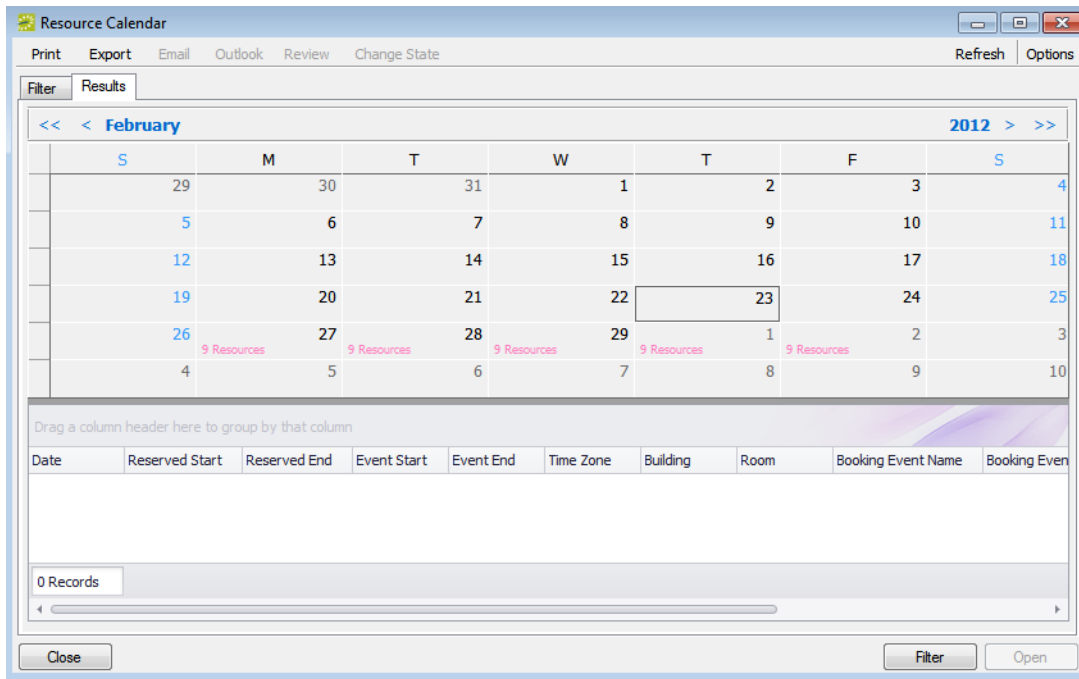 Resource Calendar
Print Export Email Outlook Review Change State Refresh Options
Filter Results
<< < February 2012 > >>
S M T W T F S
29 30 31 1 2 3 4
5 6 7 8 9 10 11
12 13 14 15 16 17 18
19 20 21 22 23 24 25
26 27 28 29 1 2 3
9 Resources 9 Resources 9 Resources 9 Resources 9 Resources
4 5 6 7 8 9 10
Drag a column header here to group by that column
Date Reserved Start Reserved End Event Start Event End Time Zone Building Room Booking Event Name Booking Even
0 Records
Close Filter Open